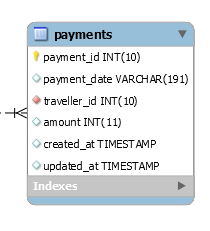 payments
payment_id INT(10)
payment_date VARCHAR(191)
traveller_id INT(10)
amount INT(11)
created_at TIMESTAMP
updated_at TIMESTAMP
Indexes